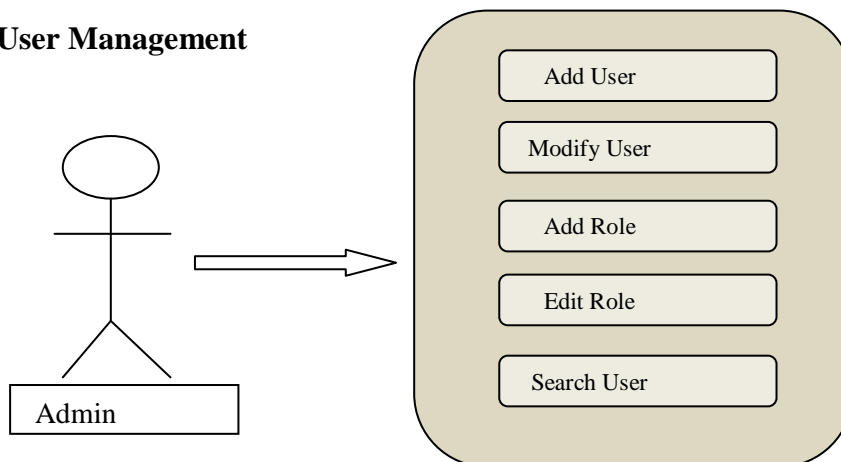 User Management
Add User
Modify User
Add Role
Edit Role
Search User
Admin